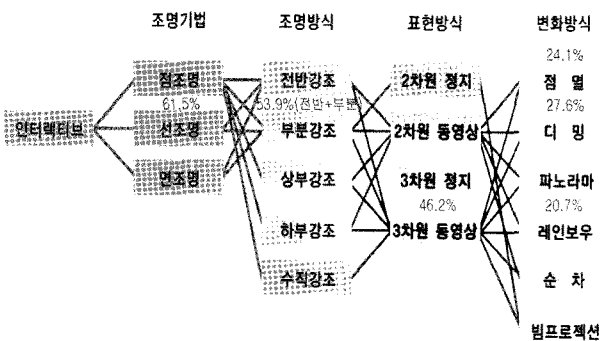 조명기법 조명방식 표현방식 변화방식
24.1%
점조명 전반강조 2차원 정지 점 멸
61.5% 53.9%(전반+부분) 27.6%
인터랙티브 선조명 부분강조 2차원 동영상 디 밍
면조명 상부강조 3차원 정지 파노라마
46.2% 20.7%
하부강조 3차원 동영상 레인보우
수직강조 순 차
빔프로젝션